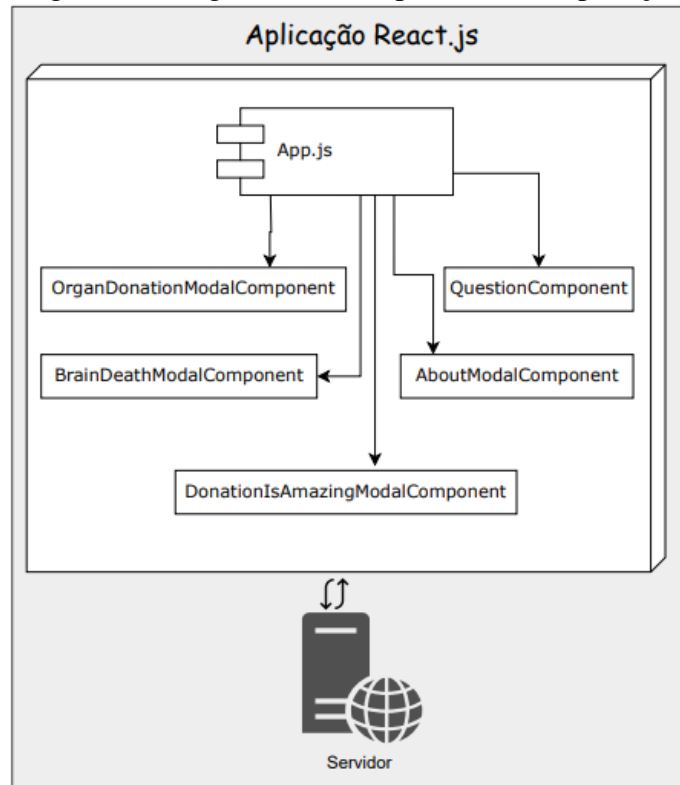 Aplicação React.js
App.js
OrganDonationModalComponent
QuestionComponent
BrainDeathModalComponent
AboutModalComponent
DonationIsAmazingModalComponent
Servidor